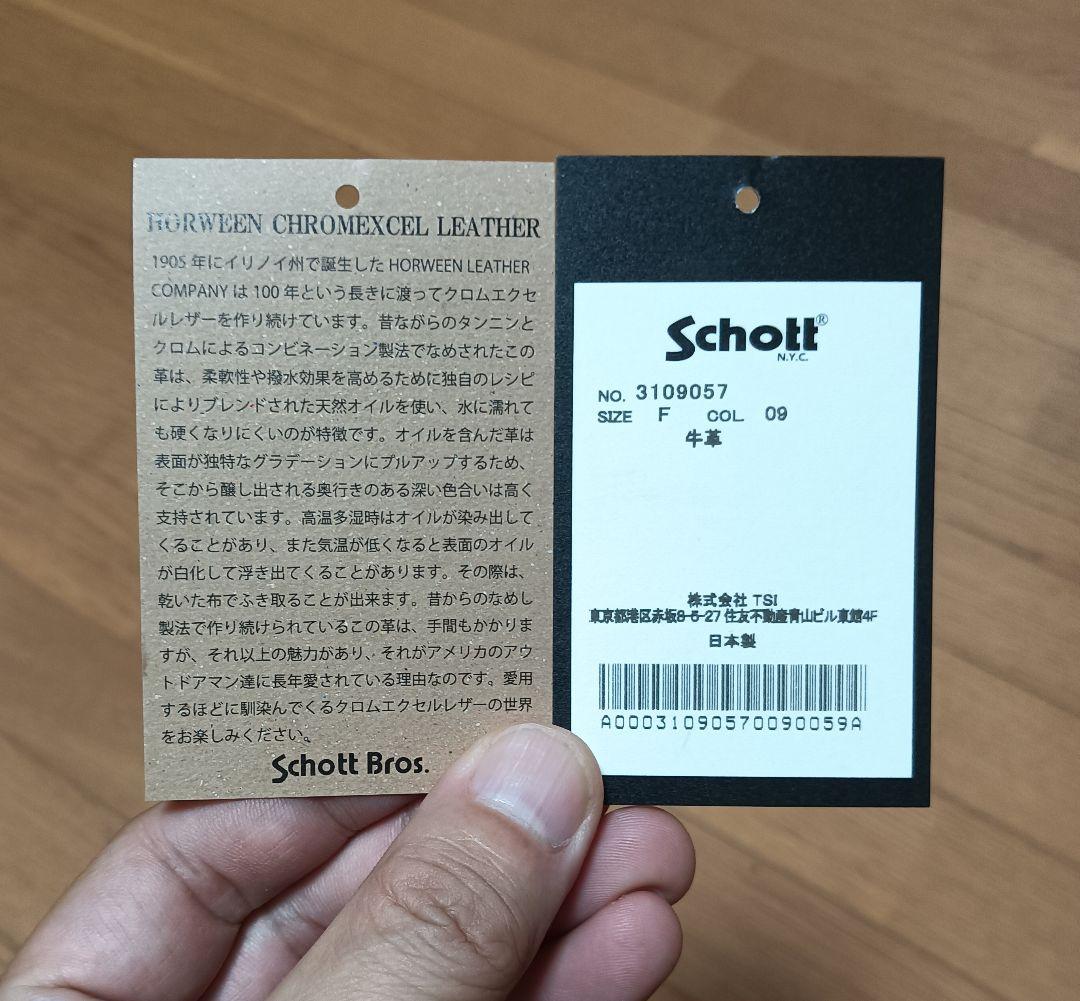 HORWEEN CHROMEXCEL LEATHER
1905 年にイリノイ州で誕生した HORWEEN LEATHER
COMPANY は 100 年という長きに渡ってクロムエクセ
ルレザーを作り続けています。昔ながらのタンニンと
クロムによるコンビネーション製法でなめされたこの
革は、柔軟性や撥水効果を高めるために独自のレシピ
によりブレンドされた天然オイルを使い、水に濡れて
も硬くなりにくいのが特徴です。オイルを含んだ革は
表面が独特なグラデーションにプルアップするため、
そこから醸し出される奥行きのある深い色合いは高く
支持されています。高温多湿時はオイルが染み出して
くることがあり、また気温が低くなると表面のオイル
が白化して浮き出てくることがあります。その際は、
乾いた布でふき取ることが出来ます。昔からのなめし
製法で作り続けられているこの革は、手間もかかりま
すが、それ以上の魅力があり、それがアメリカのアウ
トドアマン達に長年愛されている理由なのです。愛用
するほどに馴染んでくるクロムエクセルレザーの世界
をお楽しみください。
Schott Bros.
Schott®
N.Y.C.
NO. 3109057
SIZE F COL 09
牛革
株式会社 TSI
東京都港区赤坂8-5-27 住友不動産青山ビル東館4F
日本製
A00031090570090059A